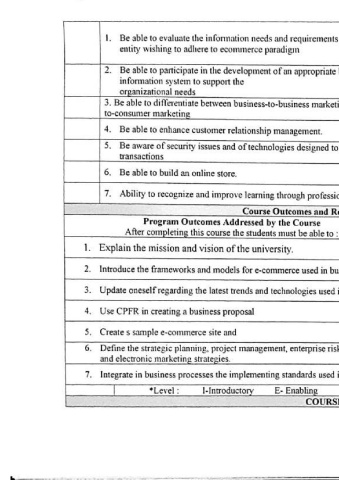 1. Be able to evaluate the information needs and requirements
entity wishing to adhere to ecommerce paradigm
2. Be able to participate in the development of an appropriate
information system to support the
organizational needs
3. Be able to differentiate between business-to-business marketi
to-consumer marketing
4. Be able to enhance customer relationship management.
5. Be aware of security issues and of technologies designed to
transactions
6. Be able to build an online store.
7. Ability to recognize and improve learning through professio
Course Outcomes and Re
Program Outcomes Addressed by the Course
After completing this course the students must be able to :
1. Explain the mission and vision of the university.
2. Introduce the frameworks and models for e-commerce used in bu
3. Update oneself regarding the latest trends and technologies used i
4. Use CPFR in creating a business proposal
5. Create s sample e-commerce site and
6. Define the strategic planning, project management, enterprise risk
and electronic marketing strategies.
7. Integrate in business processes the implementing standards used i
*Level : I-Introductory E- Enabling
COURSE